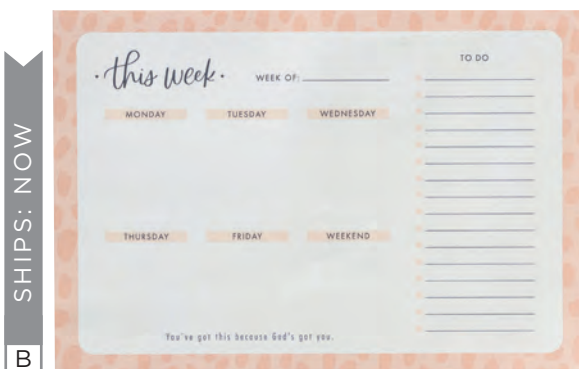 SHIPS: NOW
B
· this week ·
WEEK OF:
TO DO
MONDAY TUESDAY WEDNESDAY
THURSDAY FRIDAY WEEKEND
You've got this because God's got you.